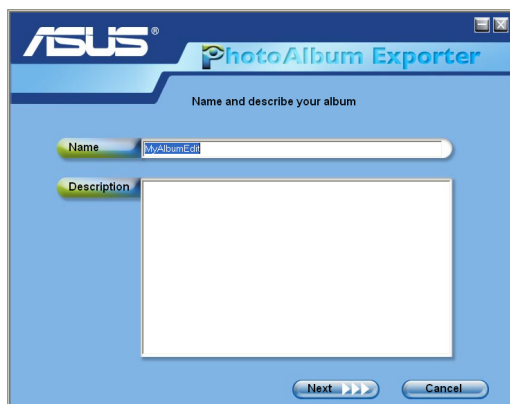 ASUS®
PhotoAlbum Exporter
Name and describe your album
Name
MyAlbumEdit
Description
Next
Cancel